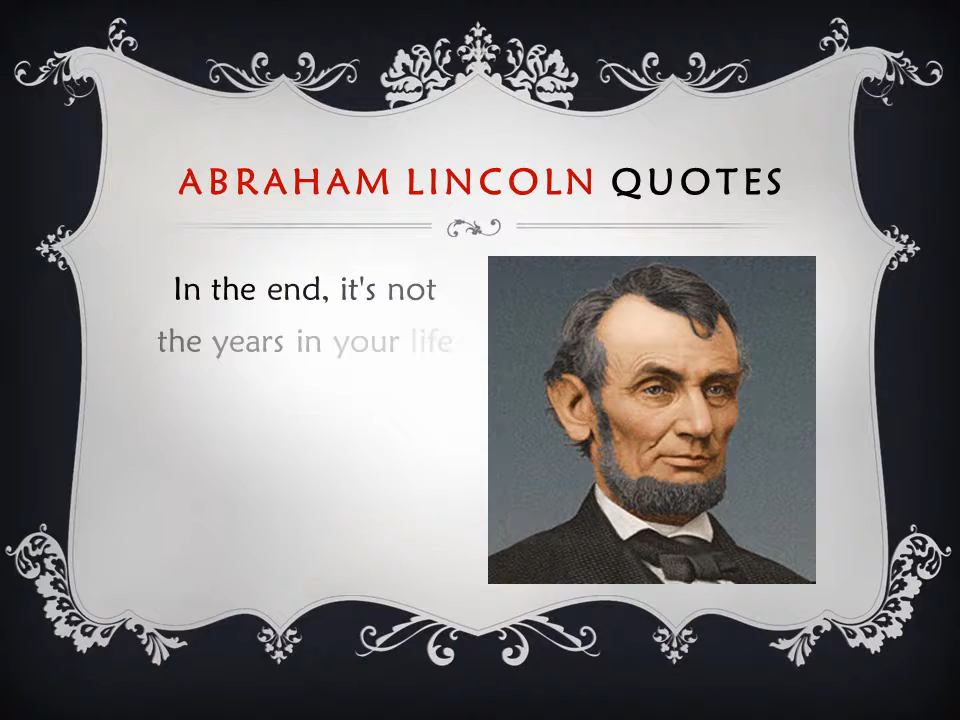 ABRAHAM LINCOLN QUOTES
In the end, it's not
the years in your life